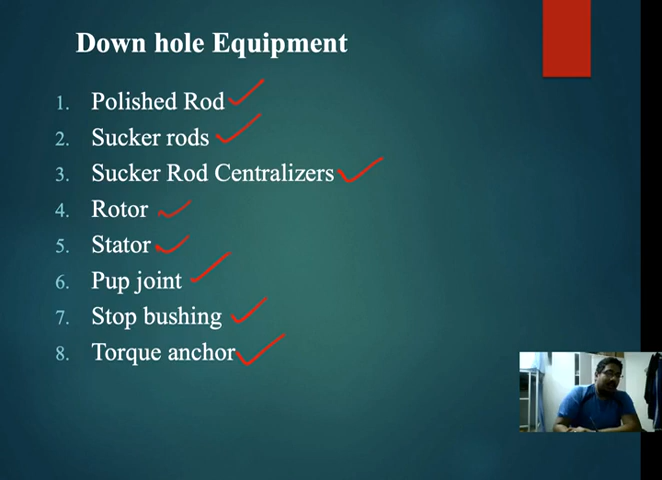 Down hole Equipment
1. Polished Rod
2. Sucker rods
3. Sucker Rod Centralizers
4. Rotor
5. Stator
6. Pup joint
7. Stop bushing
8. Torque anchor